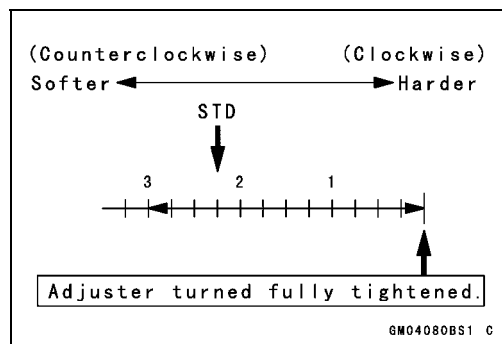 (Counterclockwise) (Clockwise)
Softer Harder
STD
3 2 1
Adjuster turned fully tightened.
GM04080BS1 C